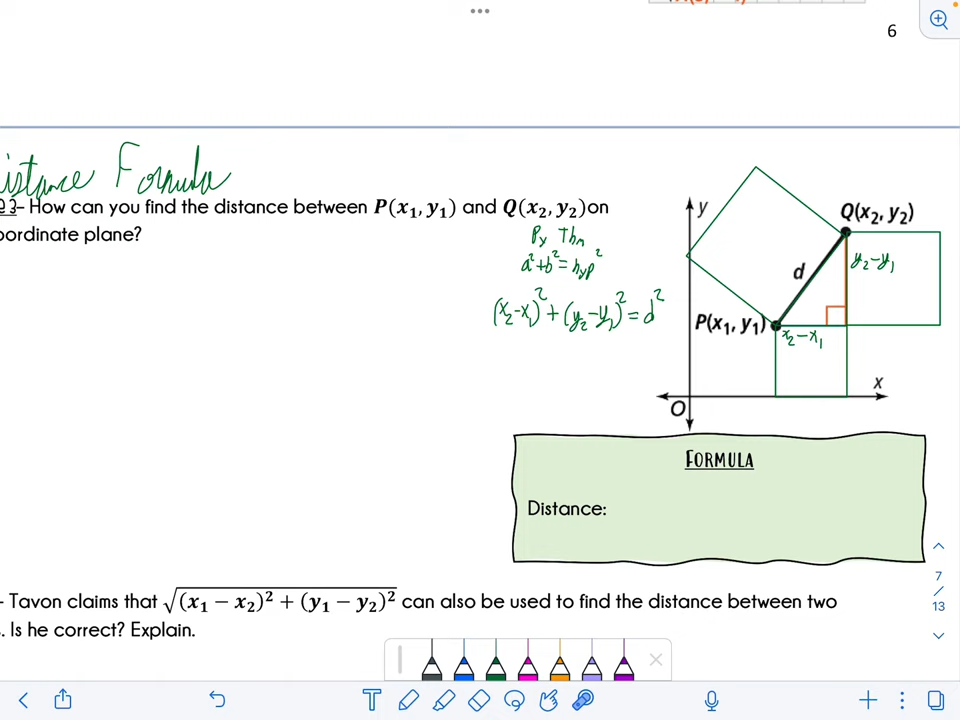 6
istance Formula
Q3- How can you find the distance between P(x₁, y₁) and Q(x₂, y₂) on
oordinate plane?
Py Thm
a² + b² = hyp²
(x₂-x₁)² + (y₂-y₁)² = d²
y
Q(x₂, y₂)
y₂-y₁
d
P(x₁, y₁)
x₂-x₁
x
O
FORMULA
Distance:
- Tavon claims that √(x₁ − x₂)² + (y₁ − y₂)² can also be used to find the distance between two
. Is he correct? Explain.
7
/
13
T